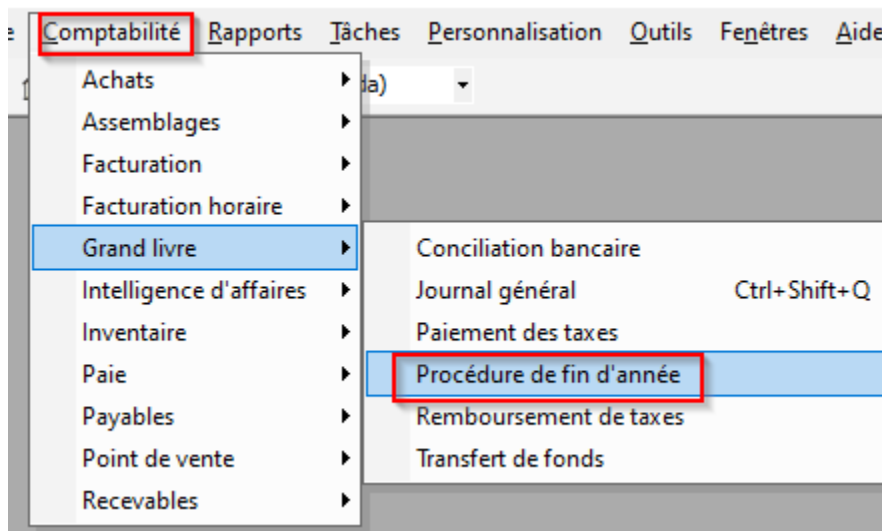 Comptabilité Rapports Tâches Personnalisation Outils Fenêtres Aide
Achats
da)
Assemblages
Facturation
Facturation horaire
Grand livre
Conciliation bancaire
Intelligence d'affaires
Journal général Ctrl+Shift+Q
Inventaire
Paiement des taxes
Paie
Procédure de fin d'année
Payables
Remboursement de taxes
Point de vente
Transfert de fonds
Recevables